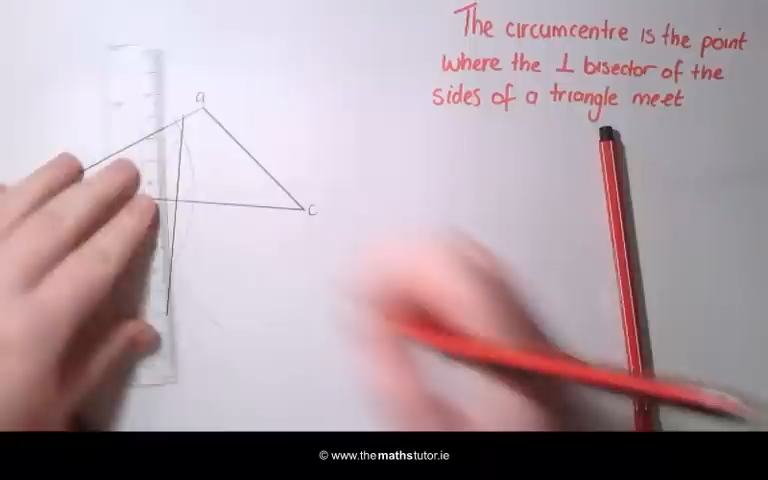 The circumcentre is the point
where the ⊥ bisector of the
sides of a triangle meet
a
c
© www.themathstutor.ie